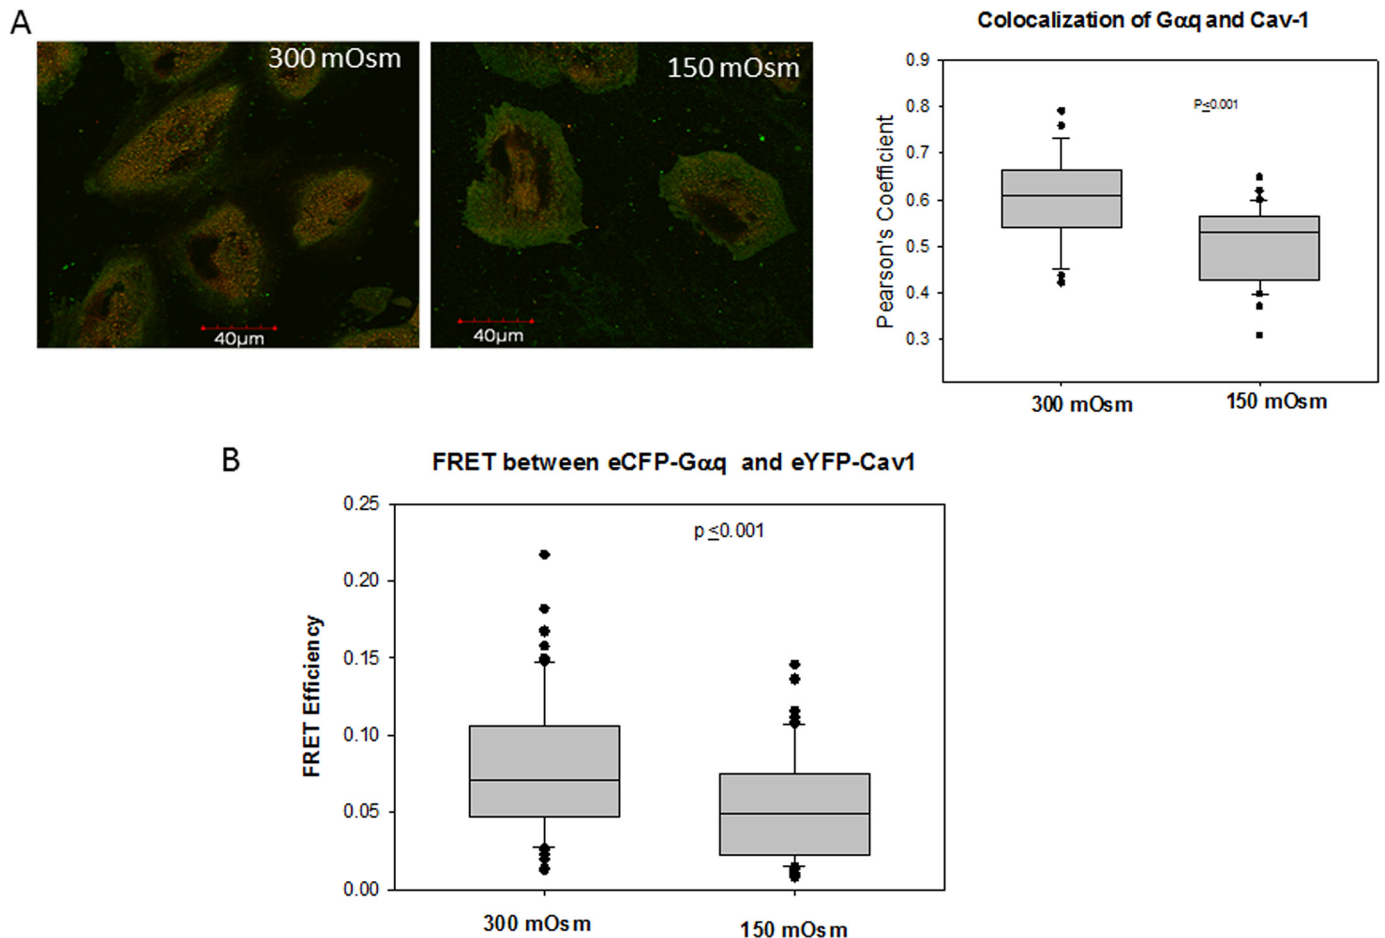 A
300 mOsm
40µm
150 mOsm
40µm
Colocalization of Gαq and Cav-1
P≤0.001
Pearson's Coefficient
0.9
0.8
0.7
0.6
0.5
0.4
0.3
300 mOsm
150 mOsm
B
FRET between eCFP-Gαq and eYFP-Cav1
p ≤0.001
FRET Efficiency
0.25
0.20
0.15
0.10
0.05
0.00
300 mOsm
150 mOsm